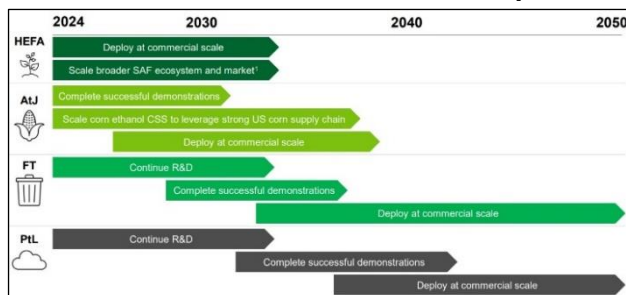 2024 2030 2040 2050
HEFA
Deploy at commercial scale
Scale broader SAF ecosystem and market¹
AtJ
Complete successful demonstrations
Scale corn ethanol CSS to leverage strong US corn supply chain
Deploy at commercial scale
FT
Continue R&D
Complete successful demonstrations
Deploy at commercial scale
PtL
Continue R&D
Complete successful demonstrations
Deploy at commercial scale